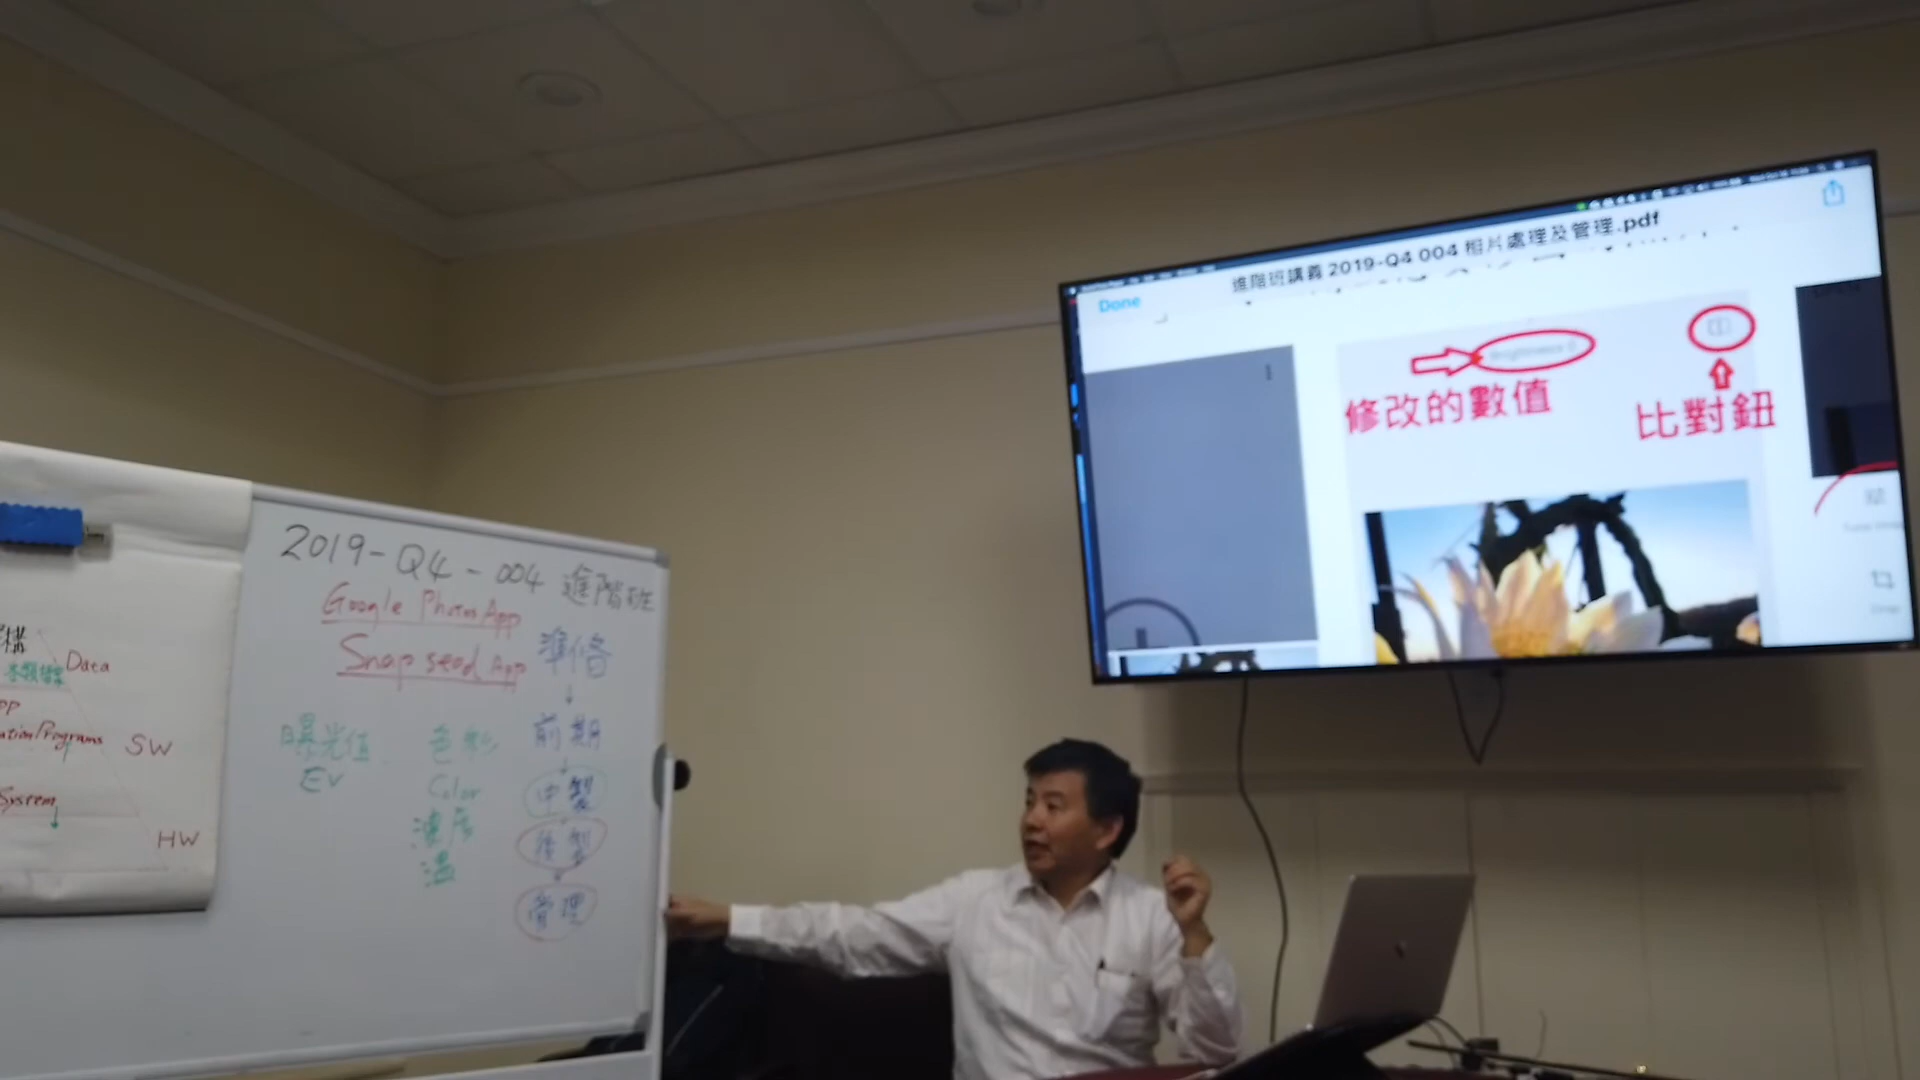 2019-Q4-004 進階班
Google Photos App
Snapseed App
準備
前期
中製
後製
管理
曝光值
EV
色彩
Color
濃度
溫
Data
SW
System
HW
進階班講義 2019-Q4 004 相片處理及管理.pdf
Done
修改的數值
比對鈕